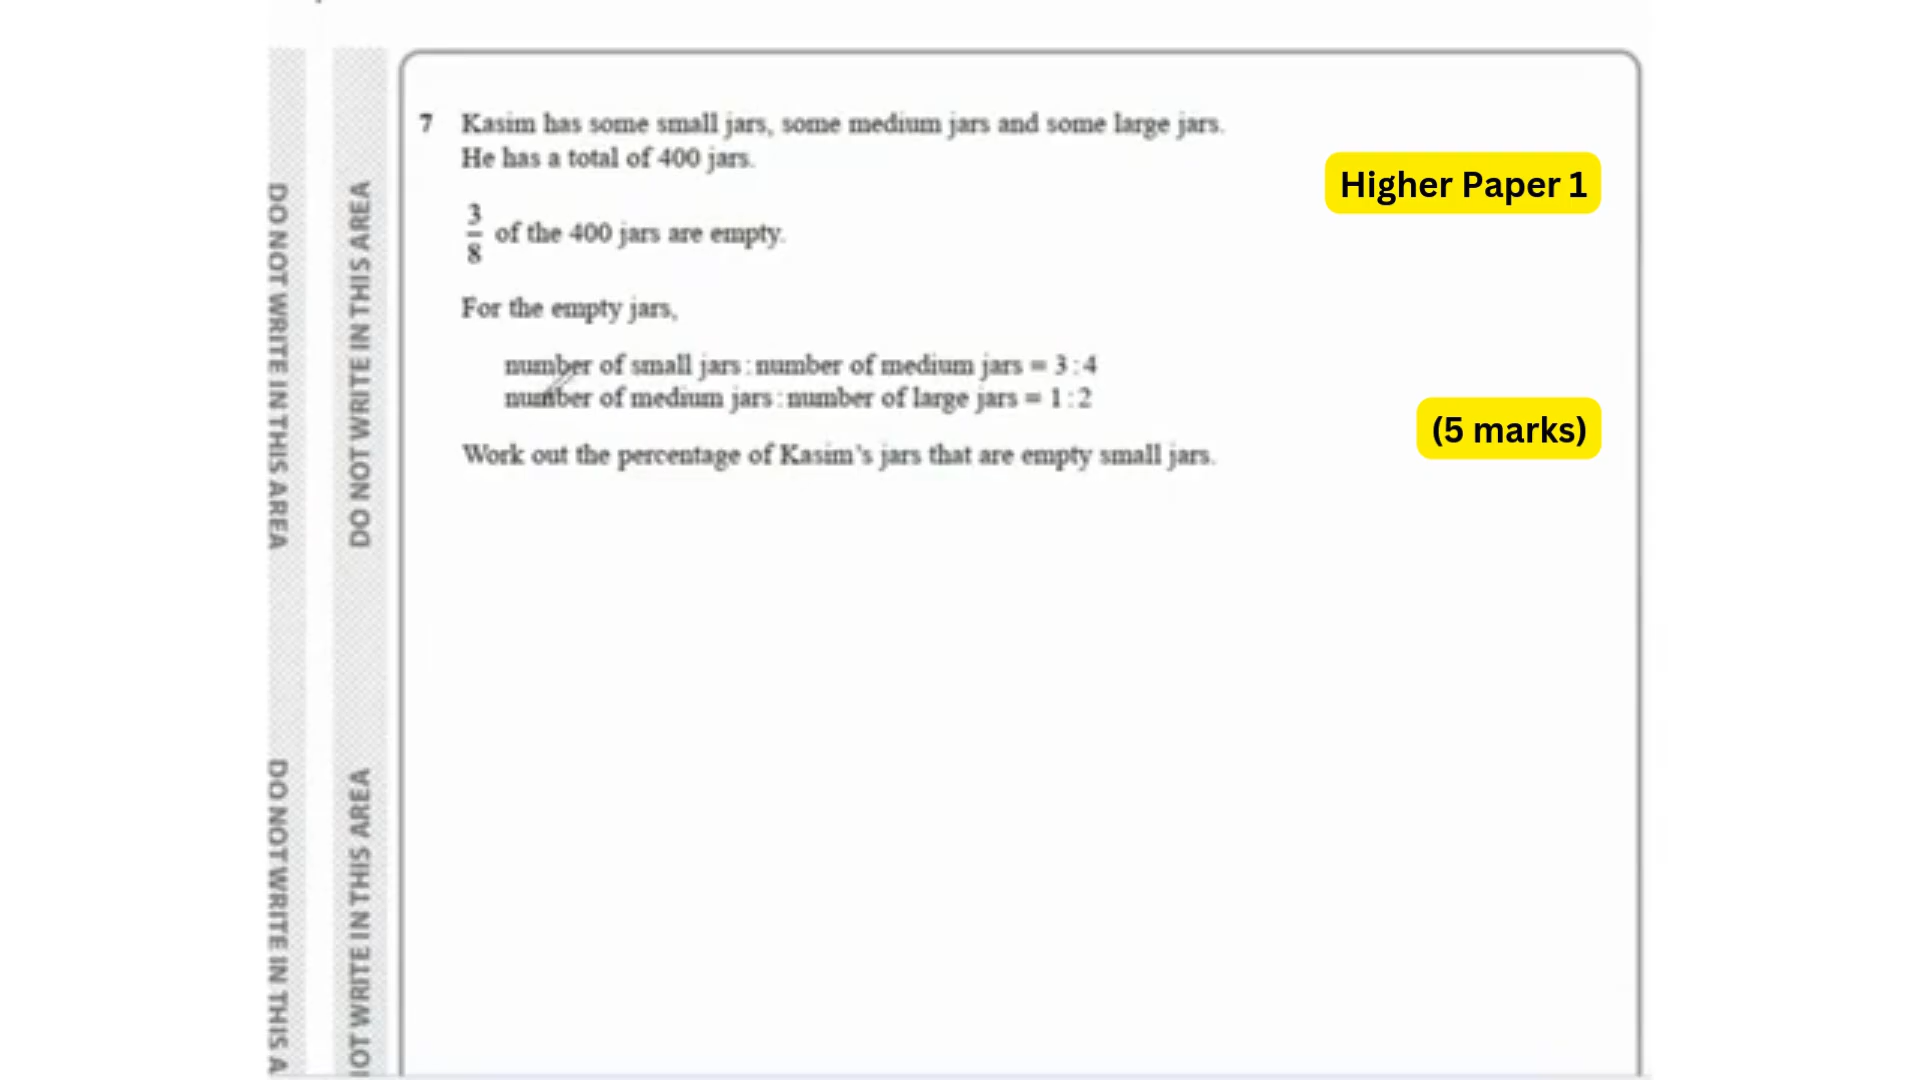 7 Kasim has some small jars, some medium jars and some large jars.
He has a total of 400 jars.
Higher Paper 1
3
8
of the 400 jars are empty.
For the empty jars,
number of small jars : number of medium jars = 3 : 4
number of medium jars : number of large jars = 1 : 2
(5 marks)
Work out the percentage of Kasim's jars that are empty small jars.
DO NOT WRITE IN THIS AREA
DO NOT WRITE IN THIS AREA
DO NOT WRITE IN THIS A
NOT WRITE IN THIS AREA